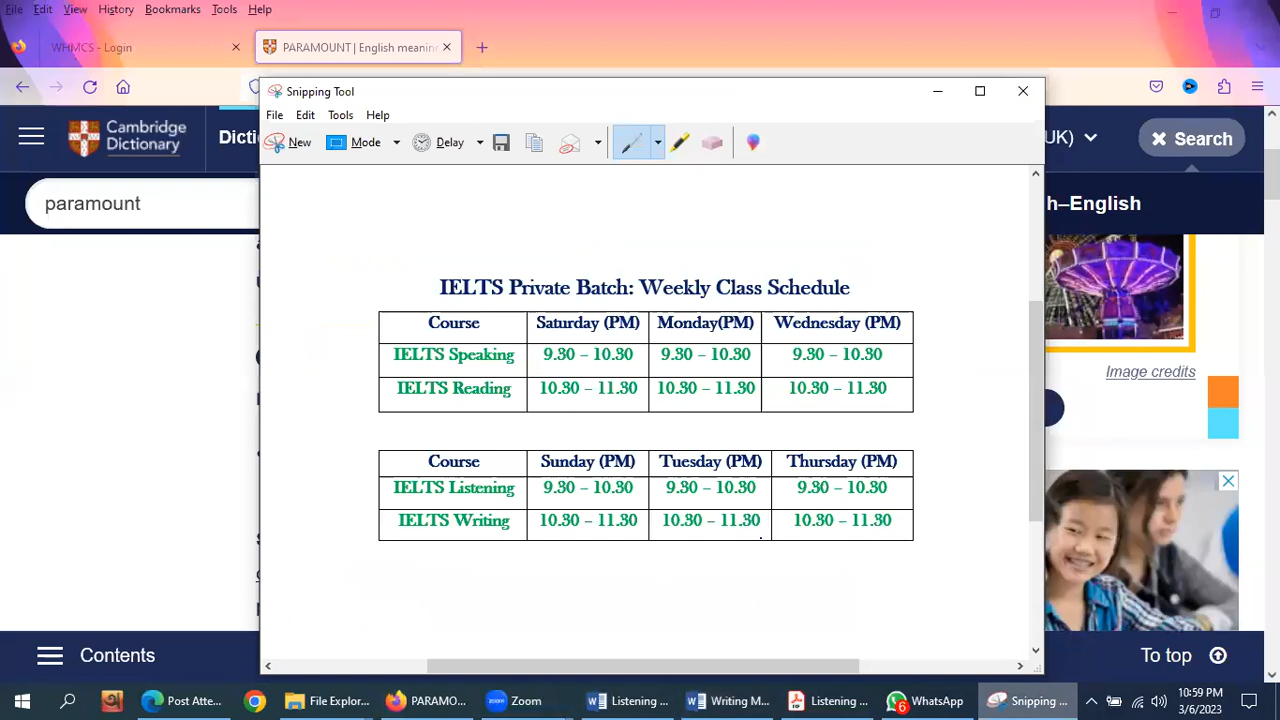 File Edit View History Bookmarks Tools Help
WHMCS - Login PARAMOUNT | English meaning
Snipping Tool
File Edit Tools Help
New Mode Delay
Cambridge Dictionary
(UK)
Search
paramount
h–English
IELTS Private Batch: Weekly Class Schedule
Course Saturday (PM) Monday(PM) Wednesday (PM)
IELTS Speaking 9.30 – 10.30 9.30 – 10.30 9.30 – 10.30
IELTS Reading 10.30 – 11.30 10.30 – 11.30 10.30 – 11.30
Image credits
Course Sunday (PM) Tuesday (PM) Thursday (PM)
IELTS Listening 9.30 – 10.30 9.30 – 10.30 9.30 – 10.30
IELTS Writing 10.30 – 11.30 10.30 – 11.30 10.30 – 11.30
Contents
To top
Post Atte... File Explor... PARAMO... Zoom Listening ... Writing M... Listening ... WhatsApp Snipping ...
6
10:59 PM
3/6/2023